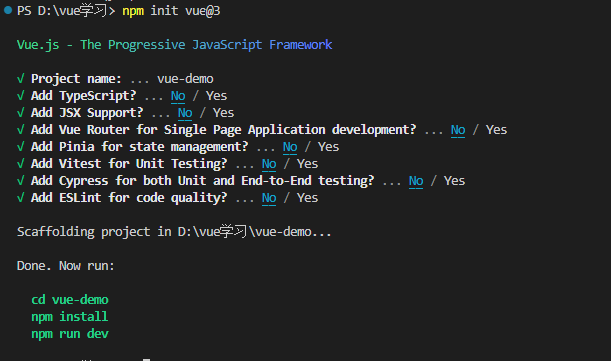 PS D:\vue学习> npm init vue@3
Vue.js - The Progressive JavaScript Framework
√ Project name: ... vue-demo
√ Add TypeScript? ... No / Yes
√ Add JSX Support? ... No / Yes
√ Add Vue Router for Single Page Application development? ... No / Yes
√ Add Pinia for state management? ... No / Yes
√ Add Vitest for Unit Testing? ... No / Yes
√ Add Cypress for both Unit and End-to-End testing? ... No / Yes
√ Add ESLint for code quality? ... No / Yes
Scaffolding project in D:\vue学习\vue-demo...
Done. Now run:
cd vue-demo
npm install
npm run dev